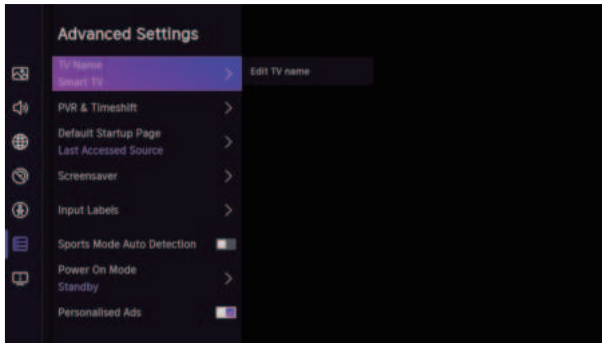 Advanced Settings
TV Name
Smart TV
Edit TV name
PVR & Timeshift
Default Startup Page
Last Accessed Source
Screensaver
Input Labels
Sports Mode Auto Detection
Power On Mode
Standby
Personalised Ads